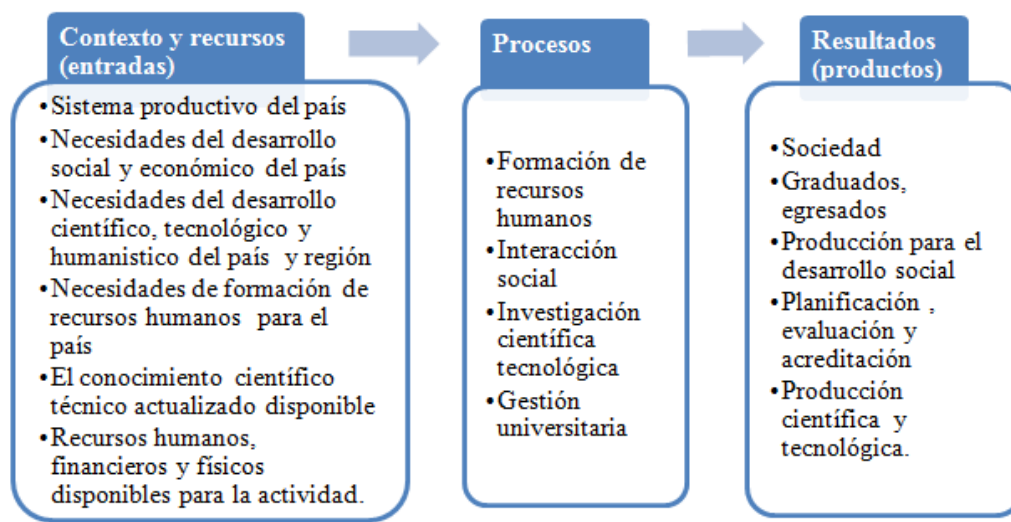 Contexto y recursos
(entradas)
•Sistema productivo del país
•Necesidades del desarrollo
social y económico del país
•Necesidades del desarrollo
científico, tecnológico y
humanistico del país y región
•Necesidades de formación de
recursos humanos para el
país
•El conocimiento científico
técnico actualizado disponible
•Recursos humanos,
financieros y físicos
disponibles para la actividad.
Procesos
•Formación de
recursos
humanos
•Interacción
social
•Investigación
científica
tecnológica
•Gestión
universitaria
Resultados
(productos)
•Sociedad
•Graduados,
egresados
•Producción para el
desarrollo social
•Planificación ,
evaluación y
acreditación
•Producción
científica y
tecnológica.